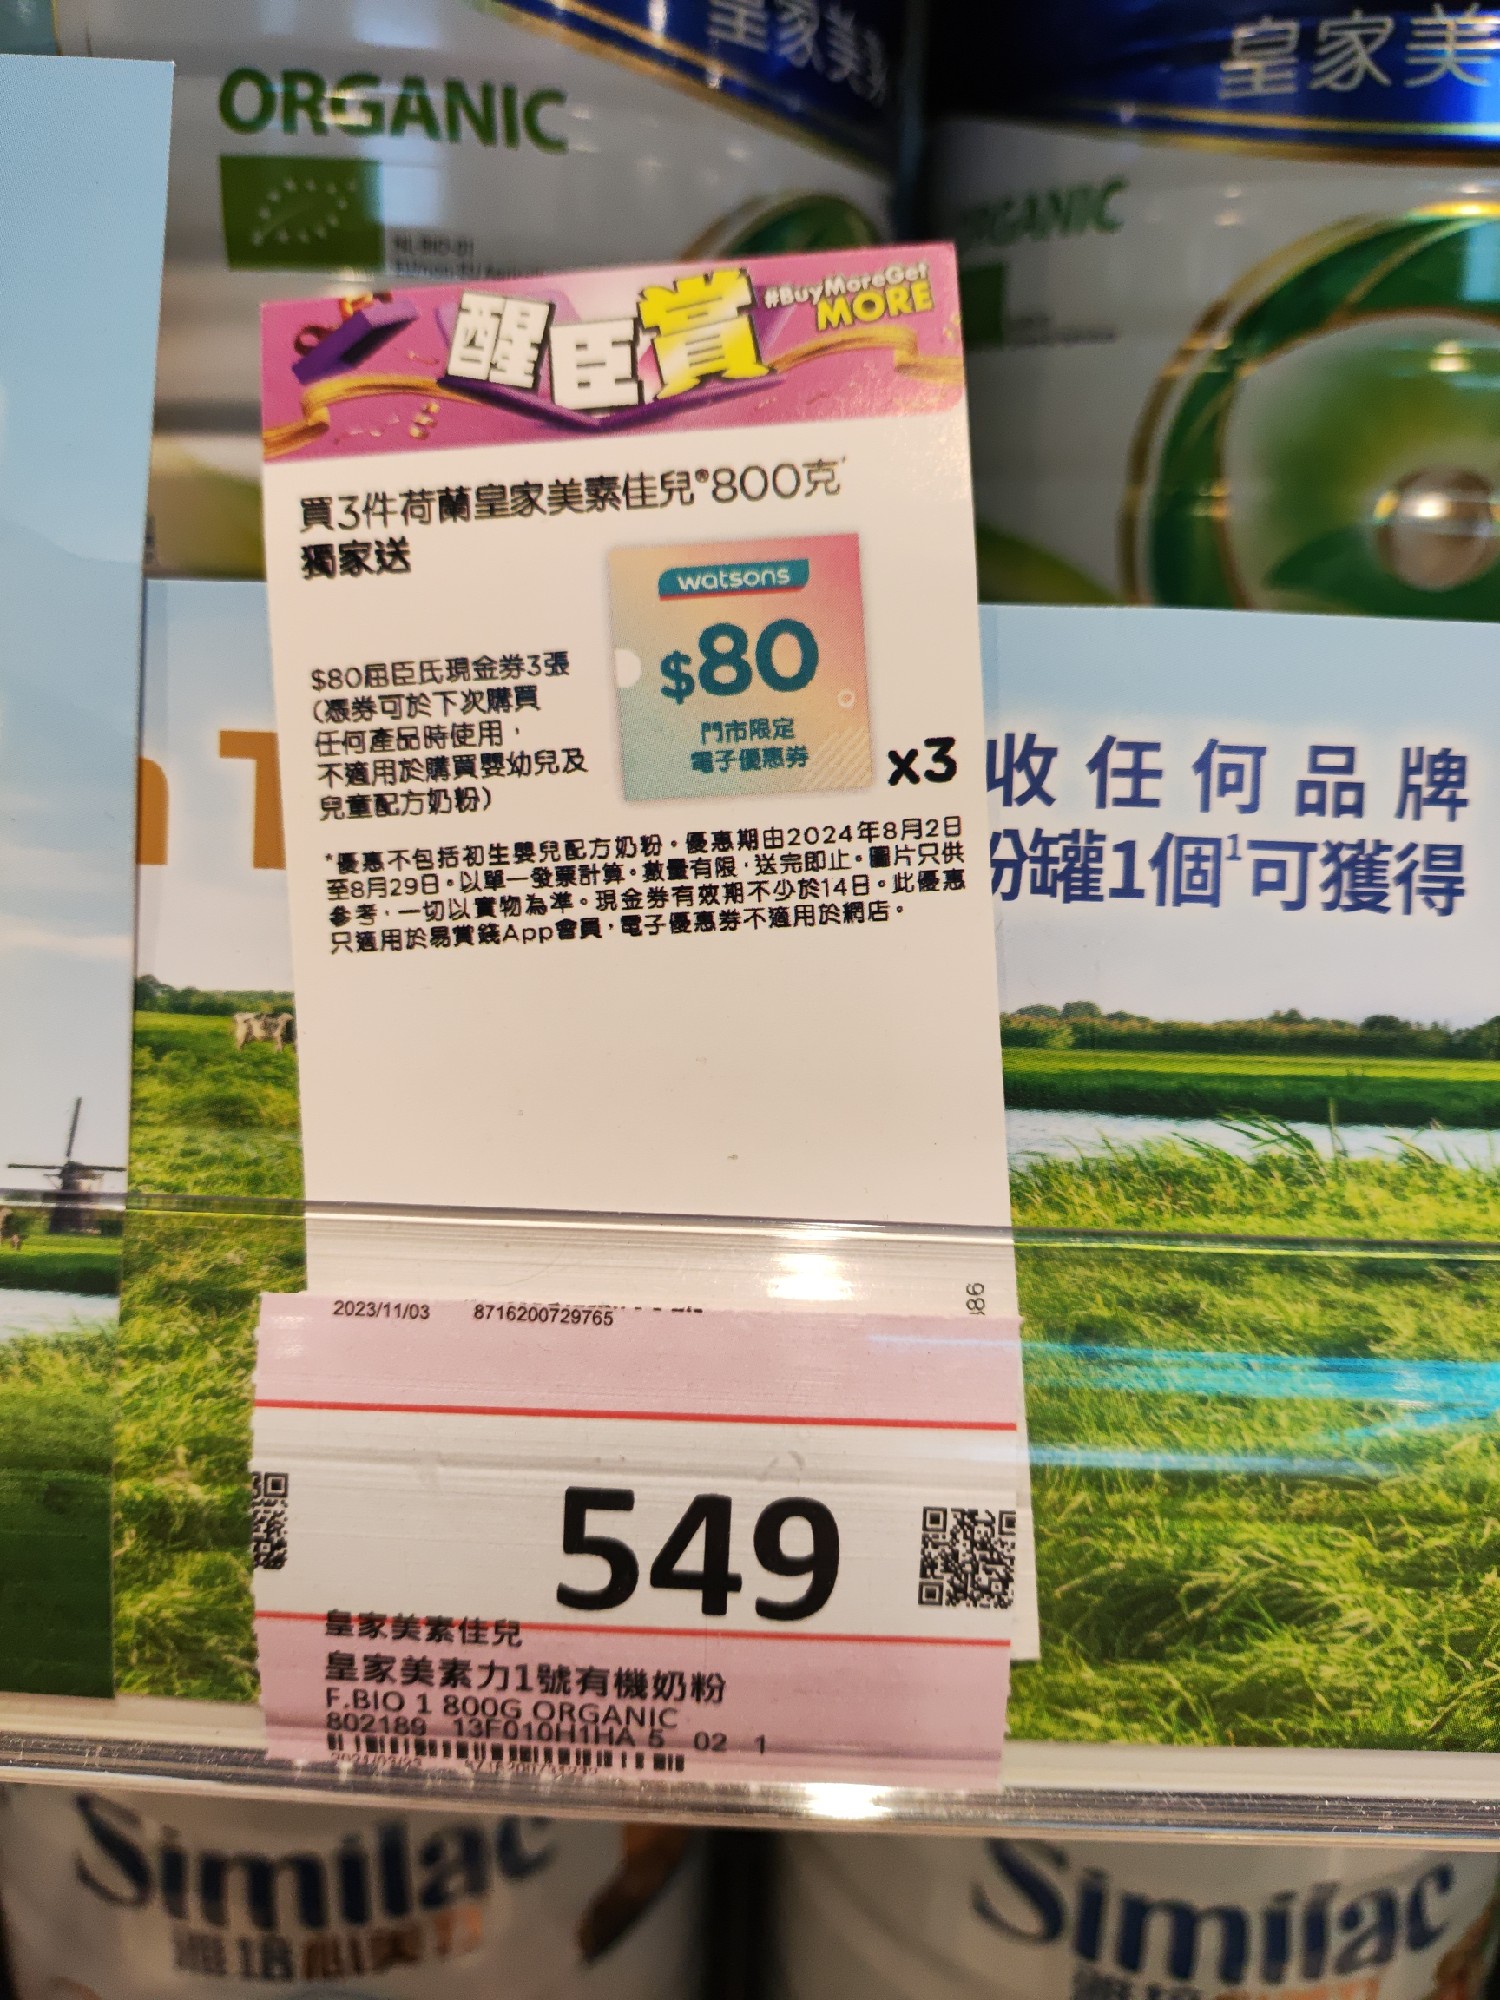 皇家美
皇家美
ORGANIC
ORGANIC
#BuyMoreGet
MORE
醒臣賞
買3件荷蘭皇家美素佳兒®800克*
獨家送
watsons
$80
門市限定
電子優惠券
x3
$80屈臣氏現金券3張
(憑券可於下次購買
任何產品時使用，
不適用於購買嬰幼兒及
兒童配方奶粉)
*優惠不包括初生嬰兒配方奶粉。優惠期由2024年8月2日
至8月29日。以單一發票計算。數量有限，送完即止。圖片只供
參考，一切以實物為準。現金券有效期不少於14日。此優惠
只適用於易賞錢App會員，電子優惠券不適用於網店。
收任何品牌
份罐1個¹可獲得
2023/11/03 8716200729765
549
皇家美素佳兒
皇家美素力1號有機奶粉
F.BIO 1 800G ORGANIC
802189 13F010H1HA 5 02 1
Similac
Similac